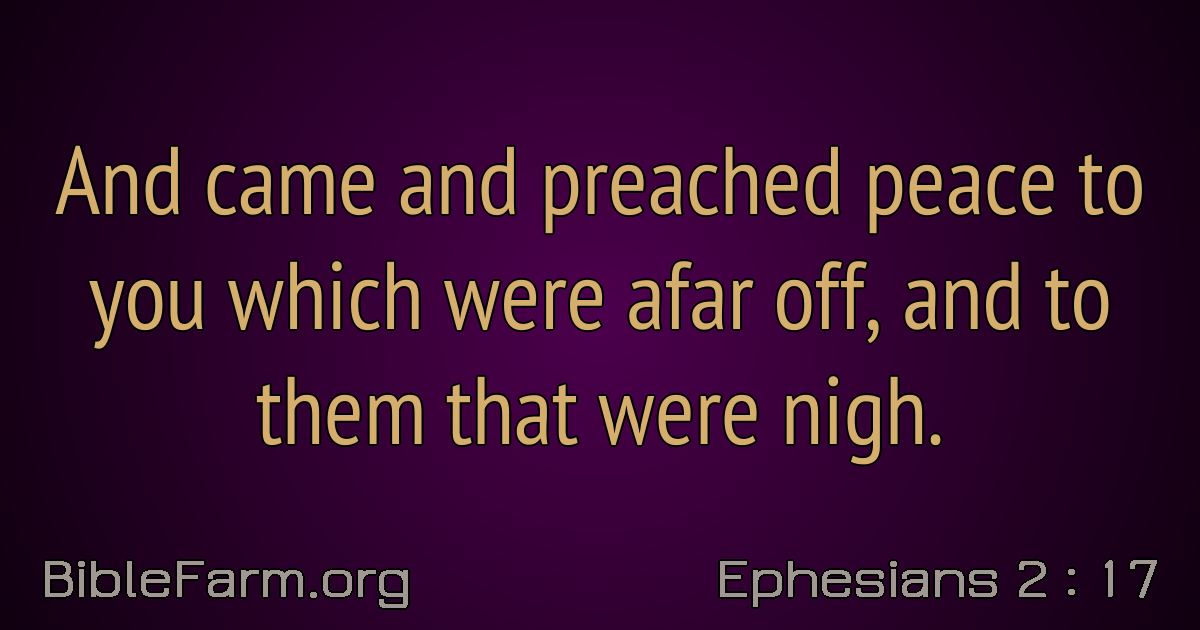 And came and preached peace to
you which were afar off, and to
them that were nigh.
BibleFarm.org
Ephesians 2 : 17